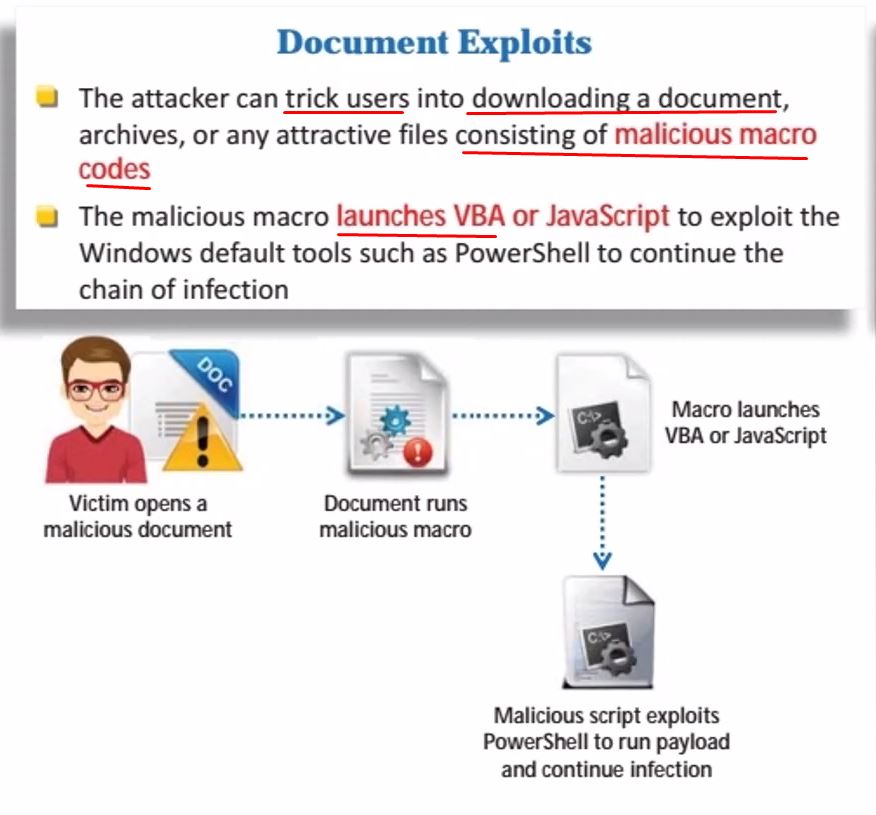 Document Exploits
The attacker can trick users into downloading a document,
archives, or any attractive files consisting of malicious macro
codes
The malicious macro launches VBA or JavaScript to exploit the
Windows default tools such as PowerShell to continue the
chain of infection
DOC
Victim opens a
malicious document
Document runs
malicious macro
C:\>
Macro launches
VBA or JavaScript
C:\>
Malicious script exploits
PowerShell to run payload
and continue infection